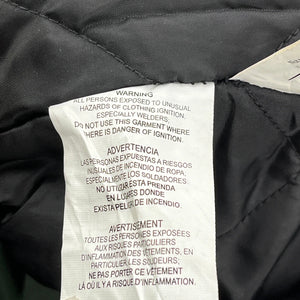 WARNING
ALL PERSONS EXPOSED TO UNUSUAL
HAZARDS OF CLOTHING IGNITION,
ESPECIALLY WELDERS,
DO NOT USE THIS GARMENT WHERE
THERE IS DANGER OF IGNITION.
ADVERTENCIA
LAS PERSONAS EXPUESTAS A RIESGOS
INUSUALES DE INCENDIO DE ROPA,
ESPECIALMENTE LOS SOLDADORES.
NO UTILIZAR ÉSTA PRENDA
EN LUGARES DONDE
EXISTA PELIGRO DE INCENDIO.
AVERTISEMENT
TOUTES LES PERSONNES EXPOSÉES
AUX RISQUES PARTICULIERS
D'INFLAMMATION DES VÊTEMENTS, EN
PARTICULIER LES SOUDEURS;
NE PAS PORTER CE VÊTEMENT
LÀ OÙ IL Y A RISQUE D'INFLAMMATION.